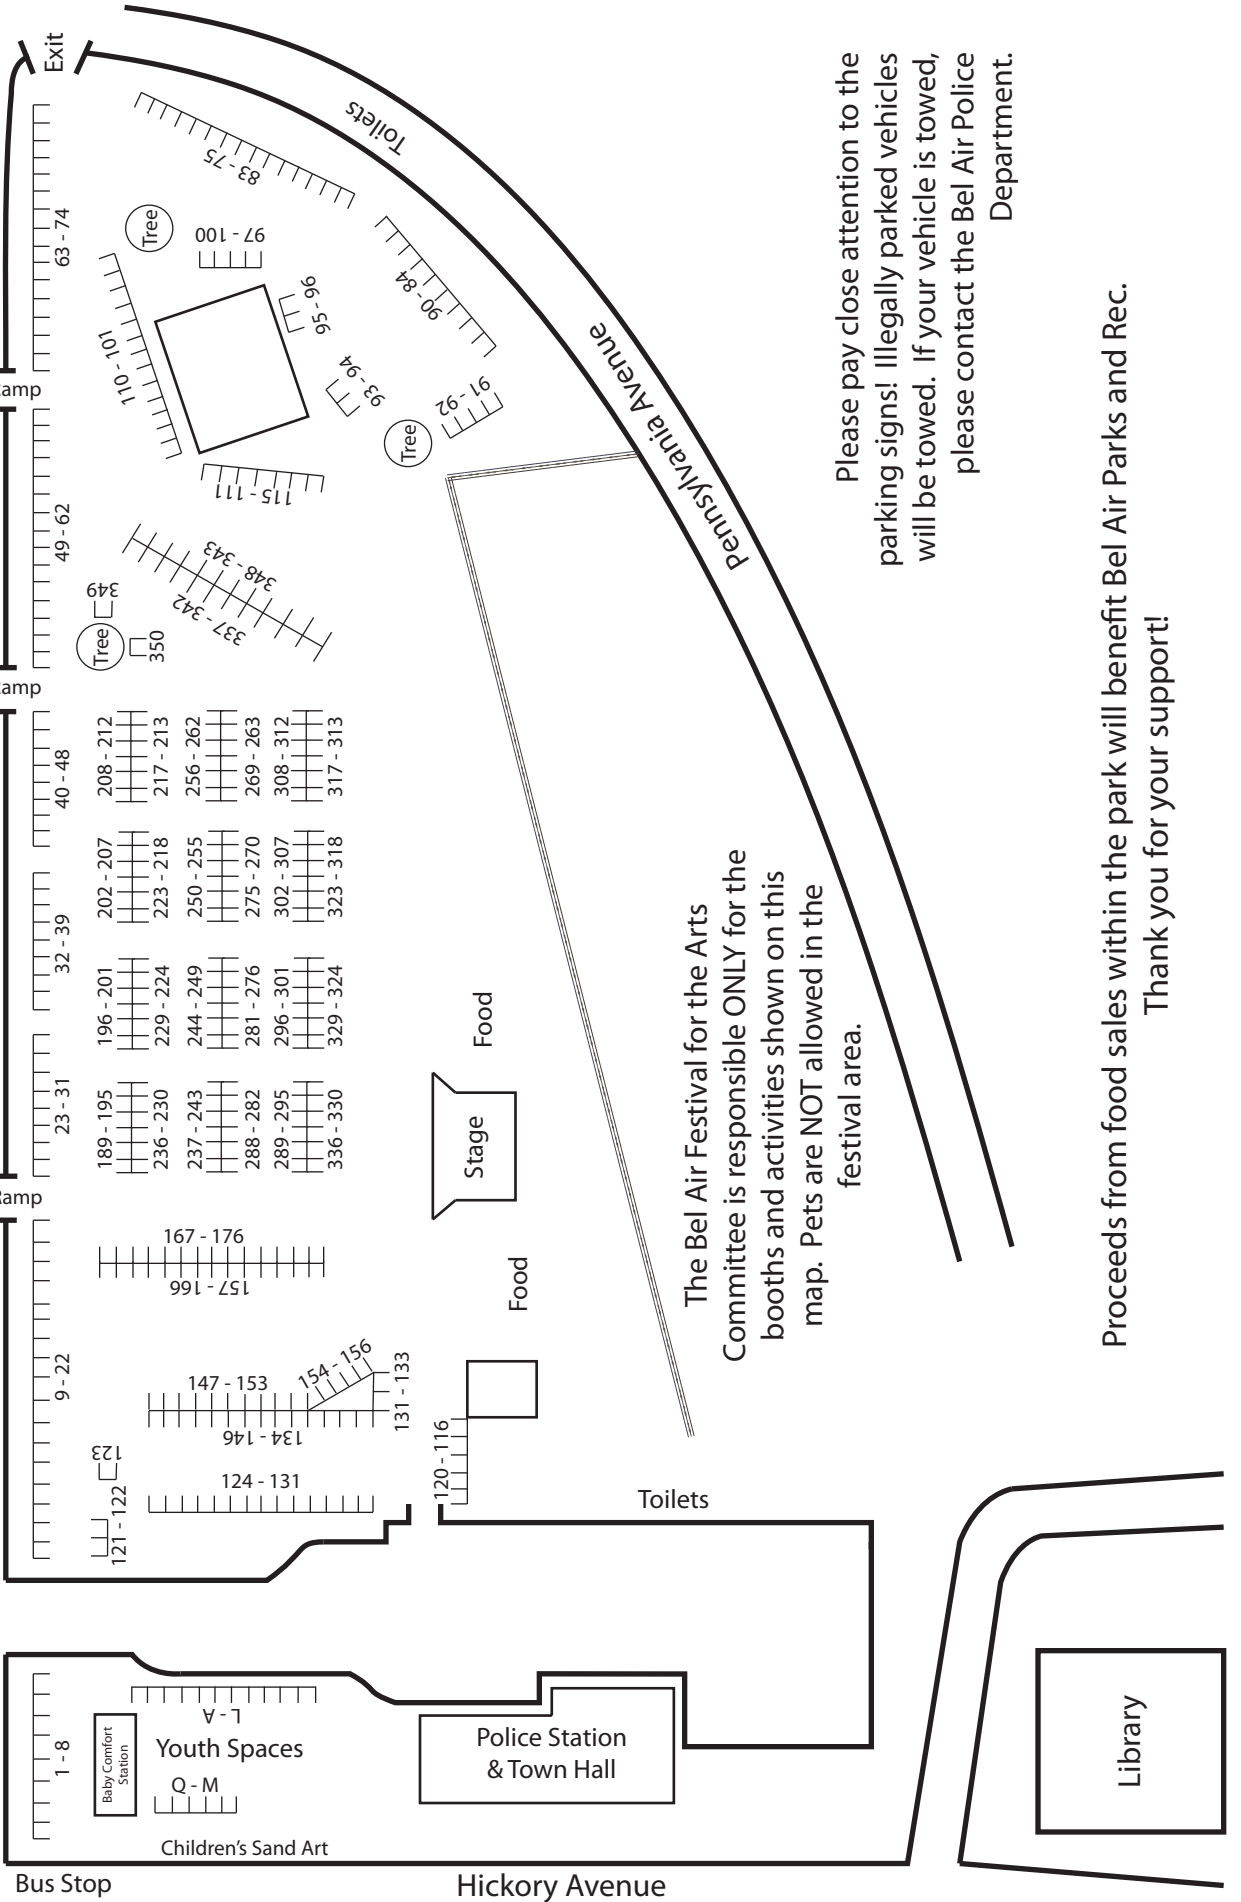 Exit
Toilets
83 - 75
63 - 74
Tree
97 - 100
95 - 96
90 - 84
110 - 101
93 - 94
91 - 92
Tree
amp
Pennsylvania Avenue
115 - 111
49 - 62
348 - 343
337 - 342
349
Tree
350
amp
40 - 48
208 - 212
217 - 213
256 - 262
269 - 263
308 - 312
317 - 313
202 - 207
223 - 218
250 - 255
275 - 270
302 - 307
323 - 318
32 - 39
196 - 201
229 - 224
244 - 249
281 - 276
296 - 301
329 - 324
Food
23 - 31
189 - 195
236 - 230
237 - 243
288 - 282
289 - 295
336 - 330
Stage
Ramp
167 - 176
157 - 166
Food
9 - 22
147 - 153
154 - 156
131 - 133
134 - 146
123
124 - 131
121 - 122
120 - 116
Toilets
1 - 8
L - A
Baby Comfort
Station
Youth Spaces
Q - M
Children's Sand Art
Police Station
& Town Hall
Library
Bus Stop
Hickory Avenue
Please pay close attention to the
parking signs! Illegally parked vehicles
will be towed. If your vehicle is towed,
please contact the Bel Air Police
Department.
The Bel Air Festival for the Arts
Committee is responsible ONLY for the
booths and activities shown on this
map. Pets are NOT allowed in the
festival area.
Proceeds from food sales within the park will benefit Bel Air Parks and Rec.
Thank you for your support!